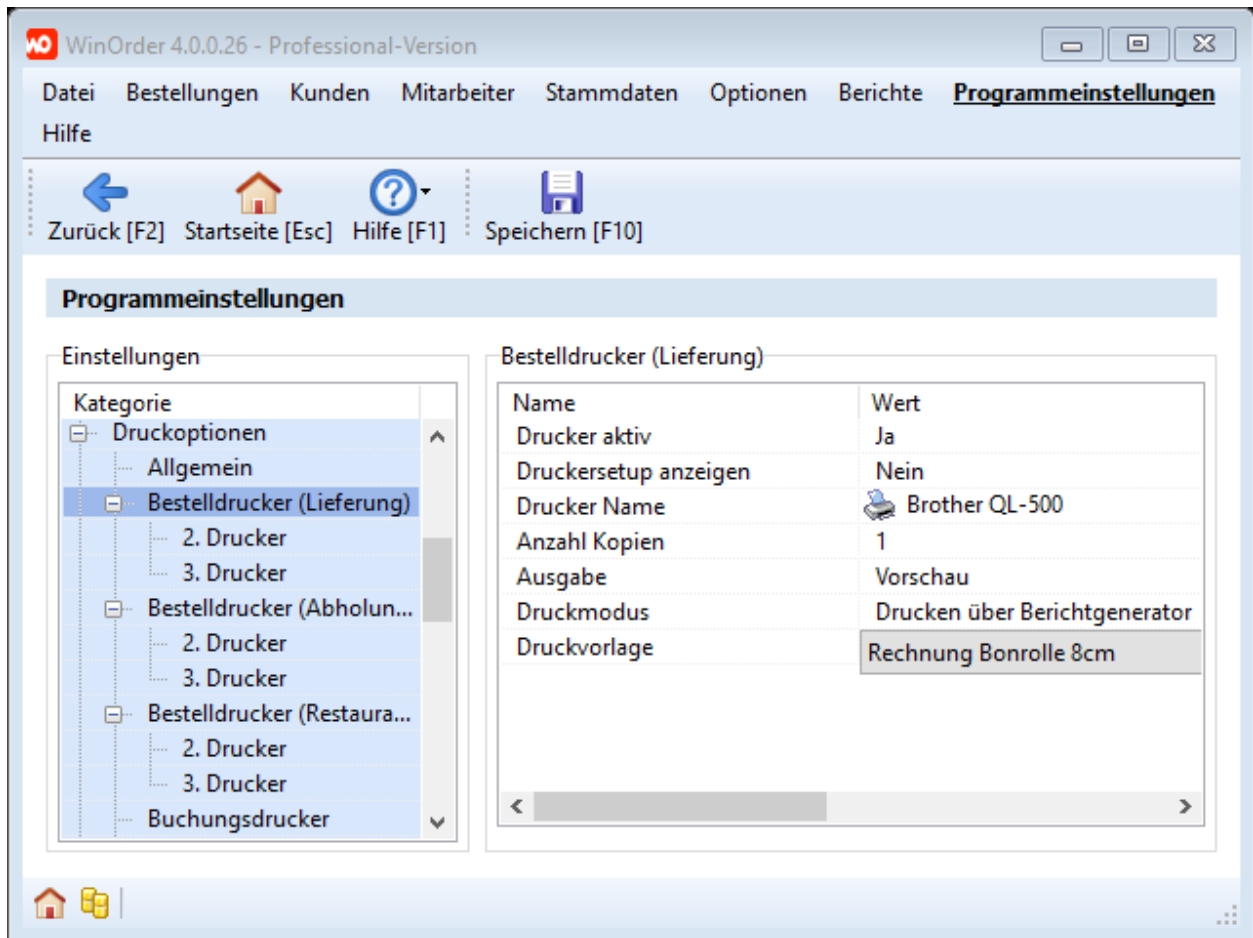 WO WinOrder 4.0.0.26 - Professional-Version
Datei Bestellungen Kunden Mitarbeiter Stammdaten Optionen Berichte Programmeinstellungen
Hilfe
Zurück [F2] Startseite [Esc] Hilfe [F1] Speichern [F10]
Programmeinstellungen
Einstellungen
Kategorie
Druckoptionen
Allgemein
Bestelldrucker (Lieferung)
2. Drucker
3. Drucker
Bestelldrucker (Abholun...
2. Drucker
3. Drucker
Bestelldrucker (Restaura...
2. Drucker
3. Drucker
Buchungsdrucker
Bestelldrucker (Lieferung)
Name Wert
Drucker aktiv Ja
Druckersetup anzeigen Nein
Drucker Name Brother QL-500
Anzahl Kopien 1
Ausgabe Vorschau
Druckmodus Drucken über Berichtgenerator
Druckvorlage Rechnung Bonrolle 8cm